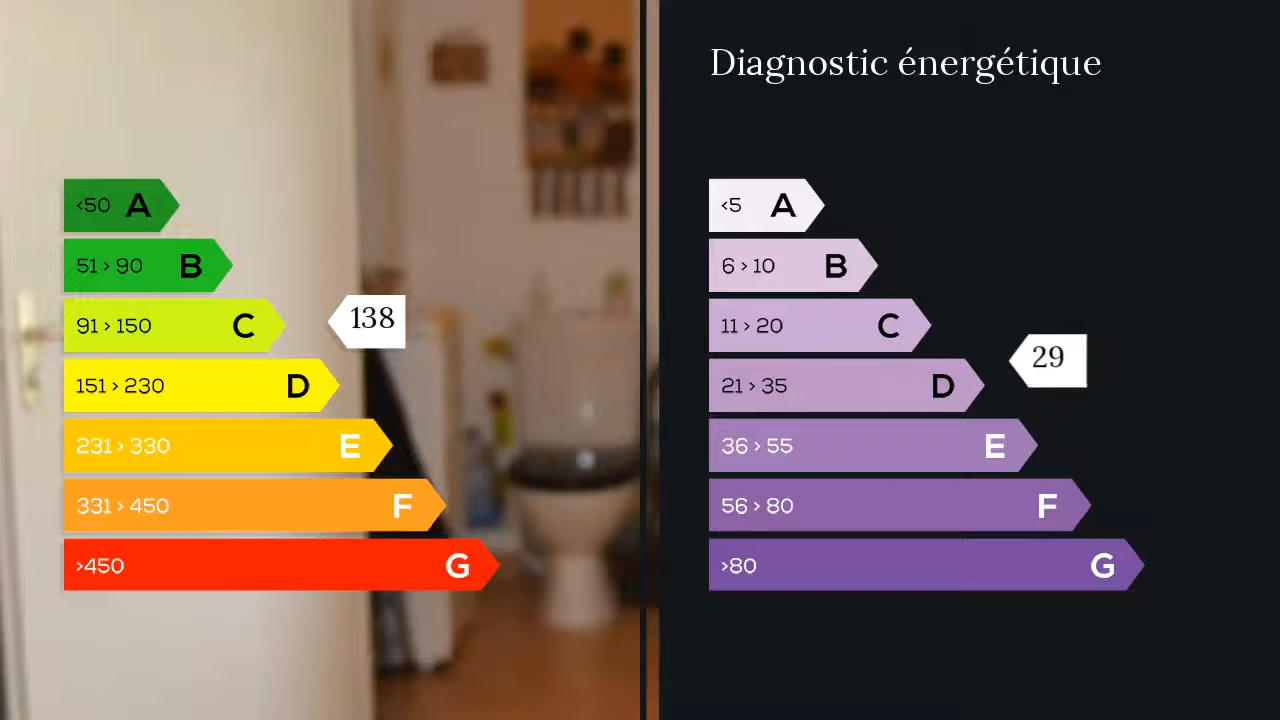 Diagnostic énergétique
<50 A
51 > 90 B
91 > 150 C
138
151 > 230 D
231 > 330 E
331 > 450 F
>450 G
<5 A
6 > 10 B
11 > 20 C
29
21 > 35 D
36 > 55 E
56 > 80 F
>80 G